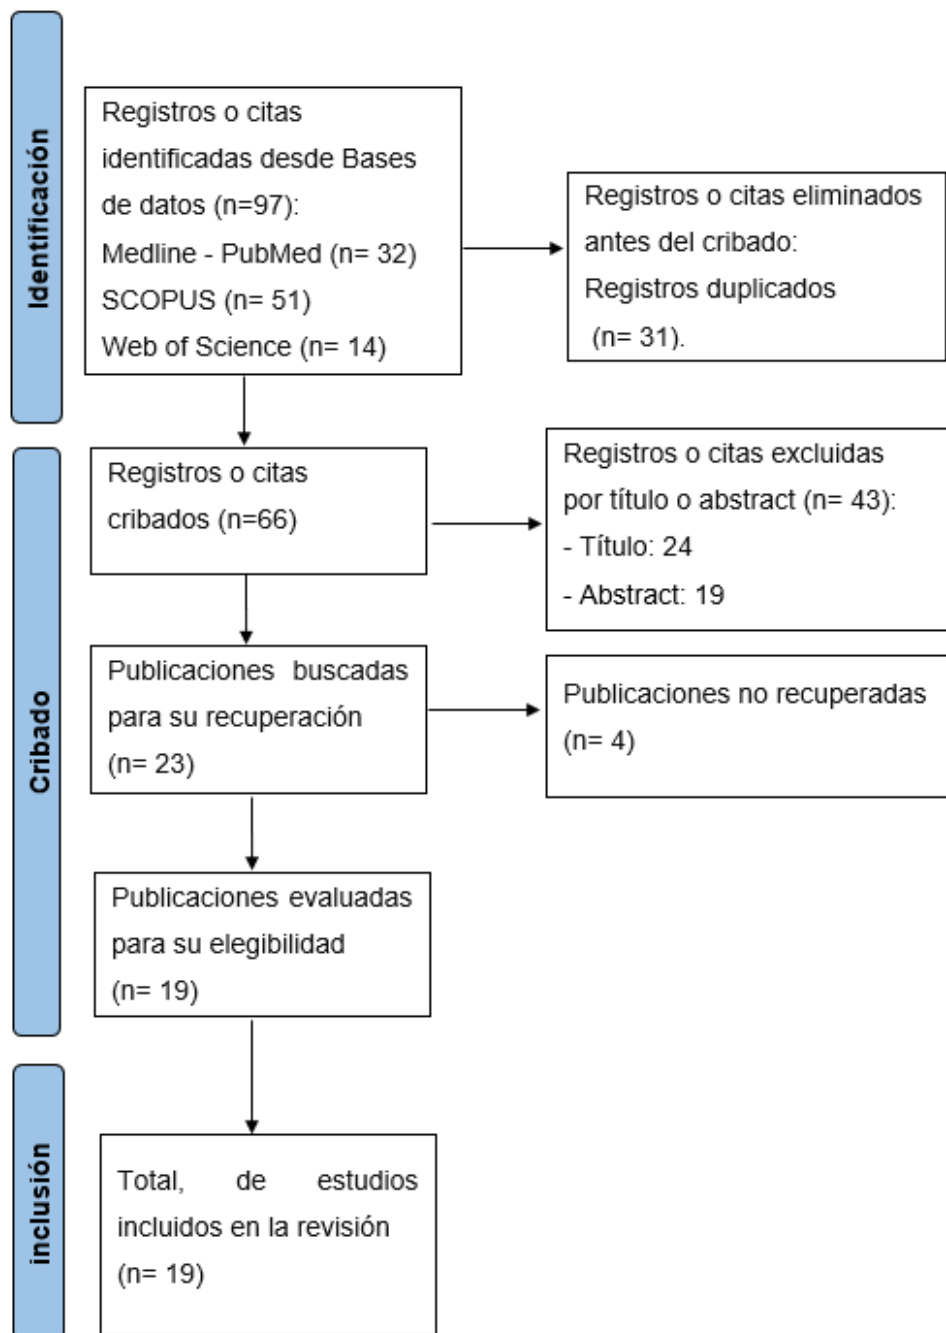 Identificación
Registros o citas
identificadas desde Bases
de datos (n=97):
Medline - PubMed (n= 32)
SCOPUS (n= 51)
Web of Science (n= 14)
Registros o citas eliminados
antes del cribado:
Registros duplicados
(n= 31).
Cribado
Registros o citas
cribados (n=66)
Registros o citas excluidas
por título o abstract (n= 43):
- Título: 24
- Abstract: 19
Publicaciones buscadas
para su recuperación
(n= 23)
Publicaciones no recuperadas
(n= 4)
Publicaciones evaluadas
para su elegibilidad
(n= 19)
inclusión
Total, de estudios
incluidos en la revisión
(n= 19)